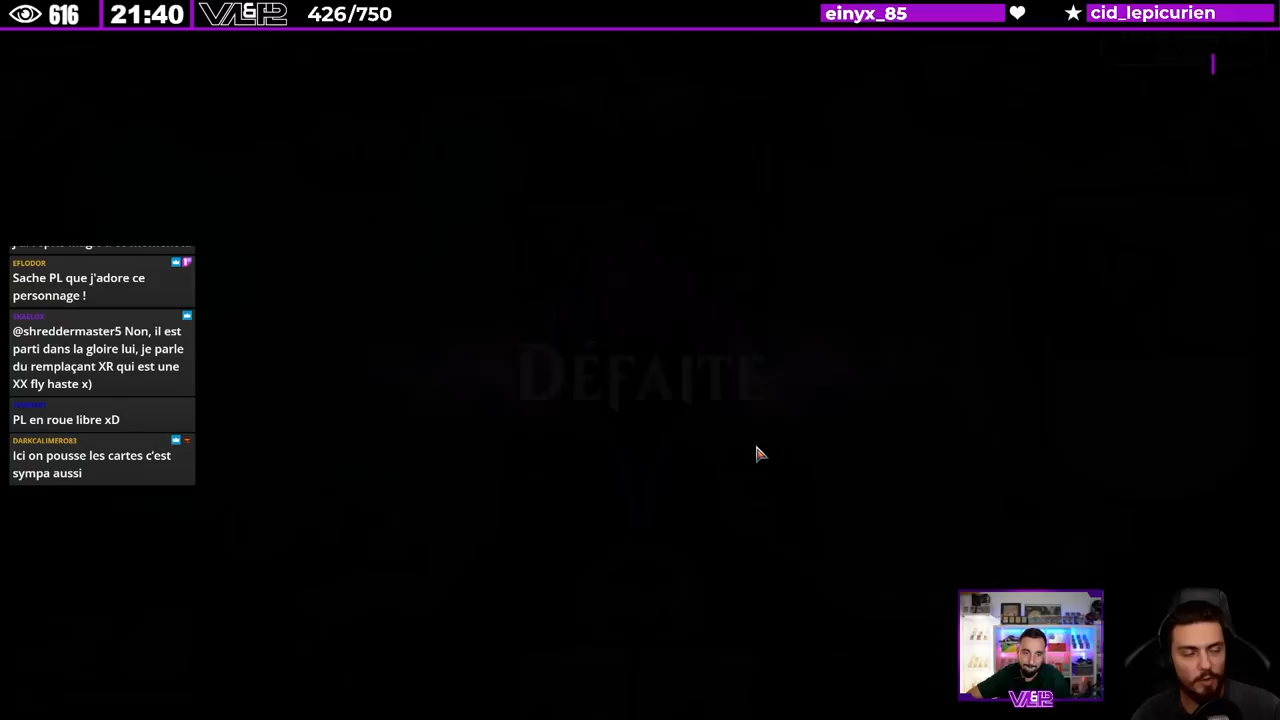 616
21:40
VL&P
426/750
einyx_85
cid_lepicurien
EFLODOR
Sache PL que j'adore ce
personnage !
@shreddermaster5 Non, il est
parti dans la gloire lui, je parle
du remplaçant XR qui est une
XX fly haste x)
PL en roue libre xD
DARKCALIMERO83
Ici on pousse les cartes c'est
sympa aussi
DÉFAITE